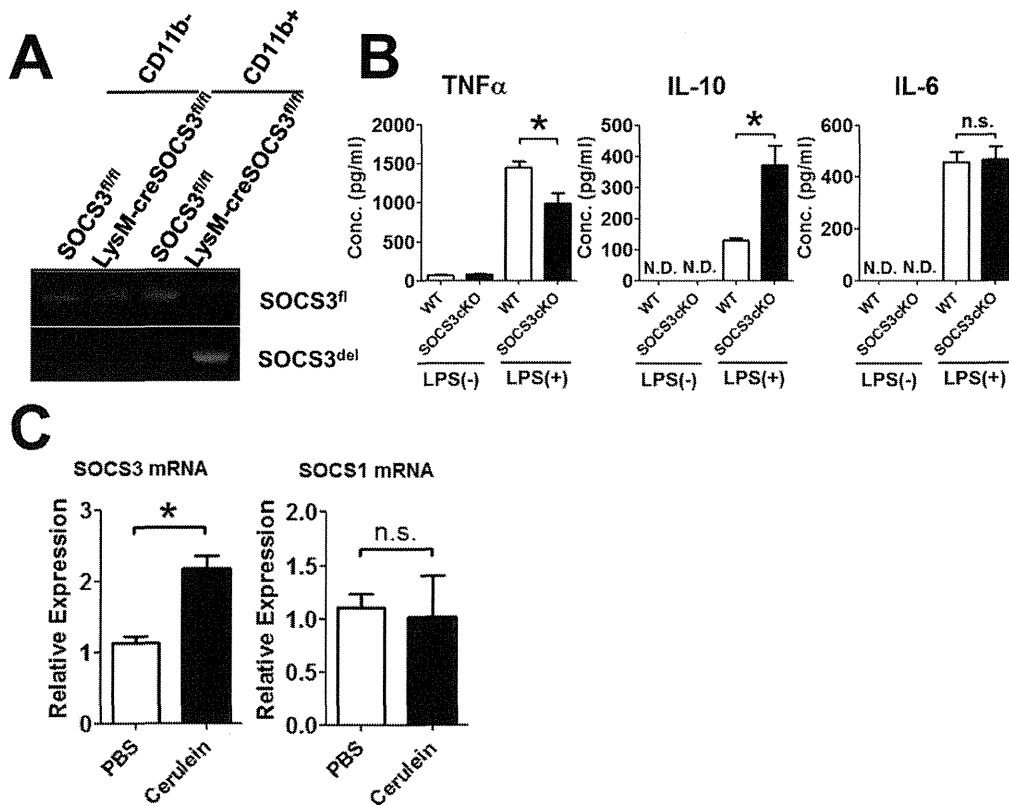 A
CD11b-
CD11b+
SOCS3fl/fl
LysM-creSOCS3fl/fl
SOCS3fl/fl
LysM-creSOCS3fl/fl
SOCS3fl
SOCS3del
B
TNFα
Conc. (pg/ml)
2000
1500
1000
500
0
*
WT
SOCS3cKO
WT
SOCS3cKO
LPS(-)
LPS(+)
IL-10
Conc. (pg/ml)
500
400
300
200
100
0
N.D.
N.D.
*
WT
SOCS3cKO
WT
SOCS3cKO
LPS(-)
LPS(+)
IL-6
Conc. (pg/ml)
600
400
200
0
N.D.
N.D.
n.s.
WT
SOCS3cKO
WT
SOCS3cKO
LPS(-)
LPS(+)
C
SOCS3 mRNA
Relative Expression
3
2
1
0
*
PBS
Cerulein
SOCS1 mRNA
Relative Expression
2.0
1.5
1.0
0.5
0.0
n.s.
PBS
Cerulein